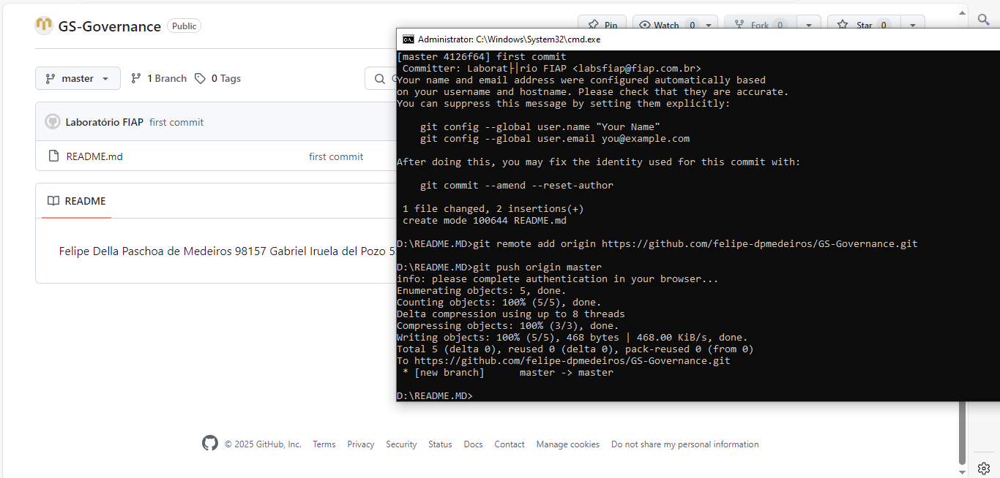 GS-Governance Public
Pin Watch 0 Fork 0 Star 0
master 1 Branch 0 Tags
Laboratório FIAP first commit
README.md first commit
README
Felipe Della Paschoa de Medeiros 98157 Gabriel Iruela del Pozo 5
Administrator: C:\Windows\System32\cmd.exe
[master 4126f64] first commit
Committer: Laborat├│rio FIAP <labsfiap@fiap.com.br>
Your name and email address were configured automatically based
on your username and hostname. Please check that they are accurate.
You can suppress this message by setting them explicitly:
git config --global user.name "Your Name"
git config --global user.email you@example.com
After doing this, you may fix the identity used for this commit with:
git commit --amend --reset-author
1 file changed, 2 insertions(+)
create mode 100644 README.md
D:\README.MD>git remote add origin https://github.com/felipe-dpmedeiros/GS-Governance.git
D:\README.MD>git push origin master
info: please complete authentication in your browser...
Enumerating objects: 5, done.
Counting objects: 100% (5/5), done.
Delta compression using up to 8 threads
Compressing objects: 100% (3/3), done.
Writing objects: 100% (5/5), 468 bytes | 468.00 KiB/s, done.
Total 5 (delta 0), reused 0 (delta 0), pack-reused 0 (from 0)
To https://github.com/felipe-dpmedeiros/GS-Governance.git
* [new branch] master -> master
D:\README.MD>
© 2025 GitHub, Inc. Terms Privacy Security Status Docs Contact Manage cookies Do not share my personal information